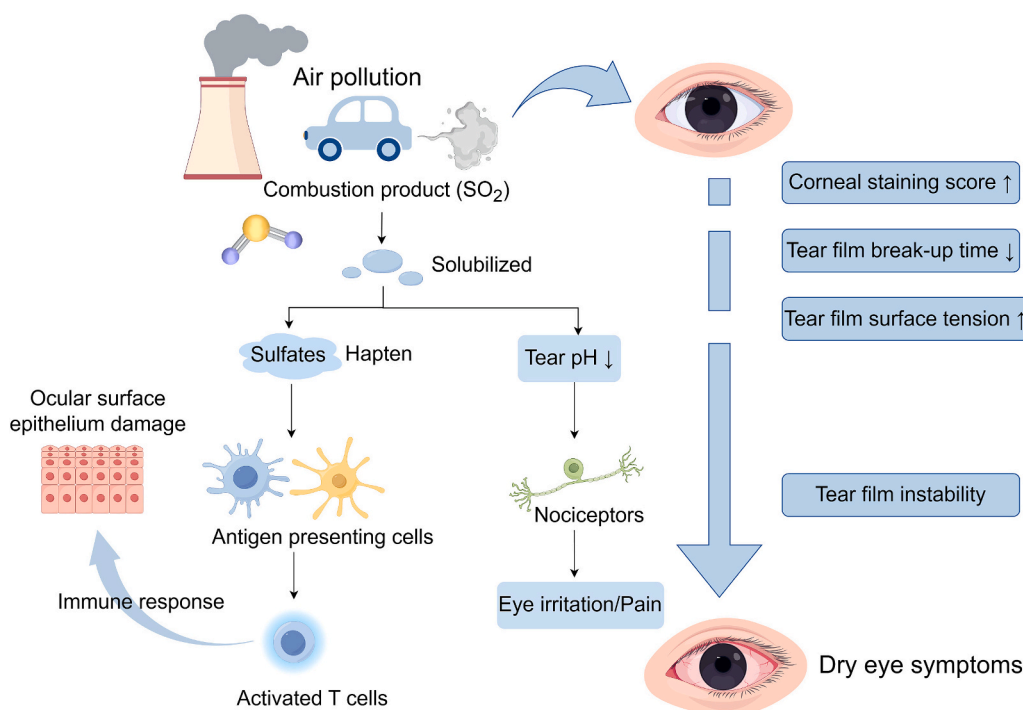 Air pollution
Combustion product (SO₂)
Solubilized
Sulfates
Hapten
Tear pH ↓
Ocular surface
epithelium damage
Antigen presenting cells
Nociceptors
Immune response
Eye irritation/Pain
Activated T cells
Corneal staining score ↑
Tear film break-up time ↓
Tear film surface tension ↑
Tear film instability
Dry eye symptoms